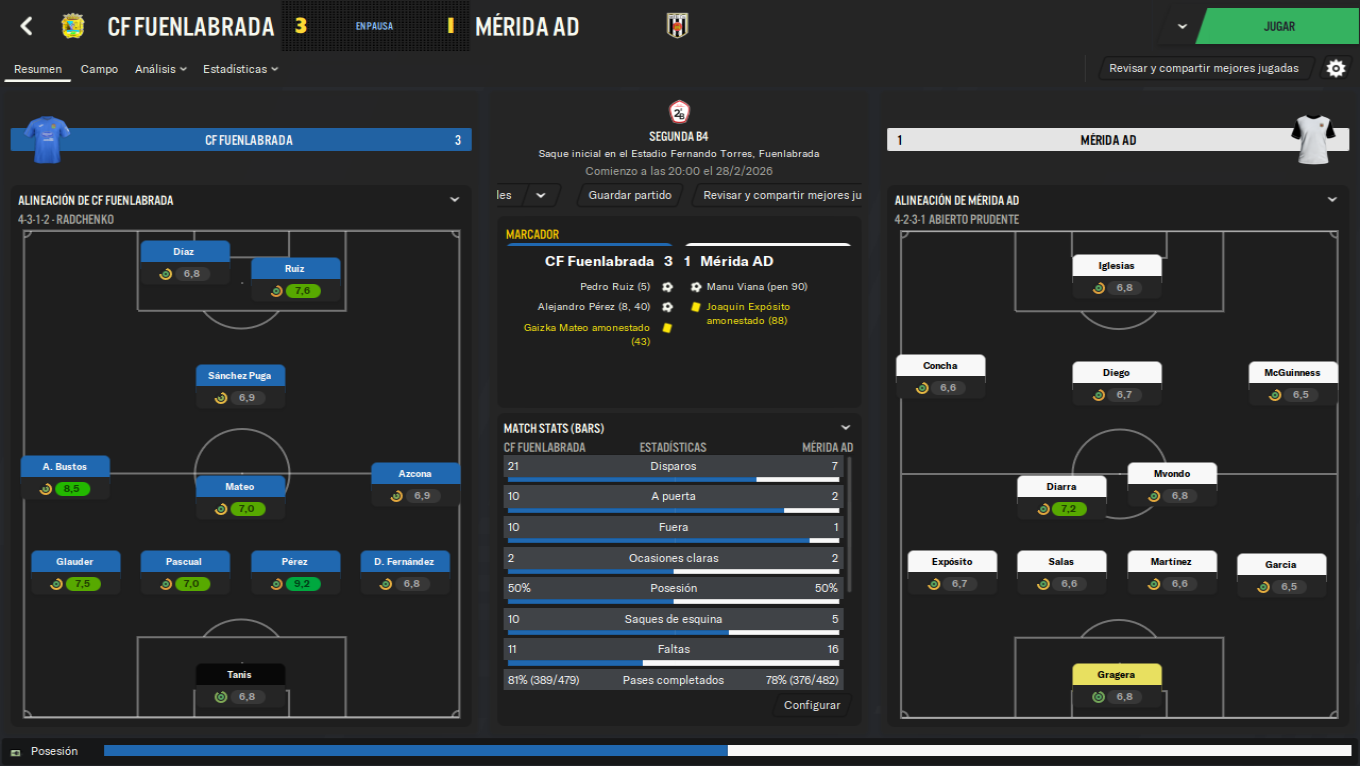 CF FUENLABRADA
3
EN PAUSA
1
MÉRIDA AD
JUGAR
Resumen
Campo
Análisis
Estadísticas
Revisar y compartir mejores jugadas
CF FUENLABRADA
3
2ªB
SEGUNDA B4
Saque inicial en el Estadio Fernando Torres, Fuenlabrada
Comienzo a las 20:00 el 28/2/2026
les
Guardar partido
Revisar y compartir mejores ju
1
MÉRIDA AD
ALINEACIÓN DE CF FUENLABRADA
4-3-1-2 - RADCHENKO
Díaz
6,8
Ruiz
7,6
Sánchez Puga
6,9
A. Bustos
8,5
Mateo
7,0
Azcona
6,9
Glauder
7,5
Pascual
7,0
Pérez
9,2
D. Fernández
6,8
Tanis
6,8
MARCADOR
CF Fuenlabrada 3 1 Mérida AD
Pedro Ruiz (5)
Manu Viana (pen 90)
Alejandro Pérez (8, 40)
Joaquín Expósito
amonestado (88)
Gaizka Mateo amonestado
(43)
MATCH STATS (BARS)
CF FUENLABRADA ESTADÍSTICAS MÉRIDA AD
21 Disparos 7
10 A puerta 2
10 Fuera 1
2 Ocasiones claras 2
50% Posesión 50%
10 Saques de esquina 5
11 Faltas 16
81% (389/479) Pases completados 78% (376/482)
Configurar
ALINEACIÓN DE MÉRIDA AD
4-2-3-1 ABIERTO PRUDENTE
Iglesias
6,8
Concha
6,6
Diego
6,7
McGuinness
6,5
Diarra
7,2
Mvondo
6,8
Expósito
6,7
Salas
6,6
Martínez
6,6
García
6,5
Gragera
6,8
Posesión